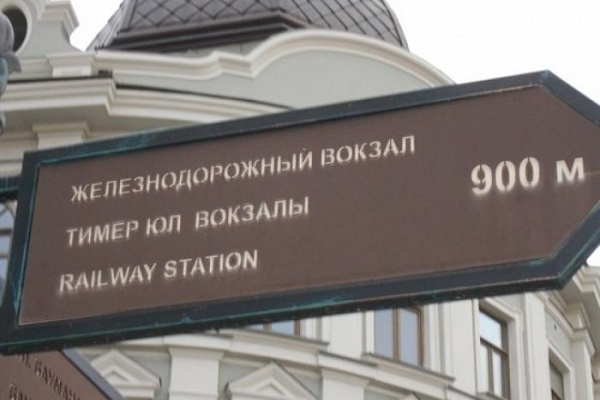 ЖЕЛЕЗНОДОРОЖНЫЙ ВОКЗАЛ
900 м
ТИМЕР ЮЛ ВОКЗАЛЫ
RAILWAY STATION